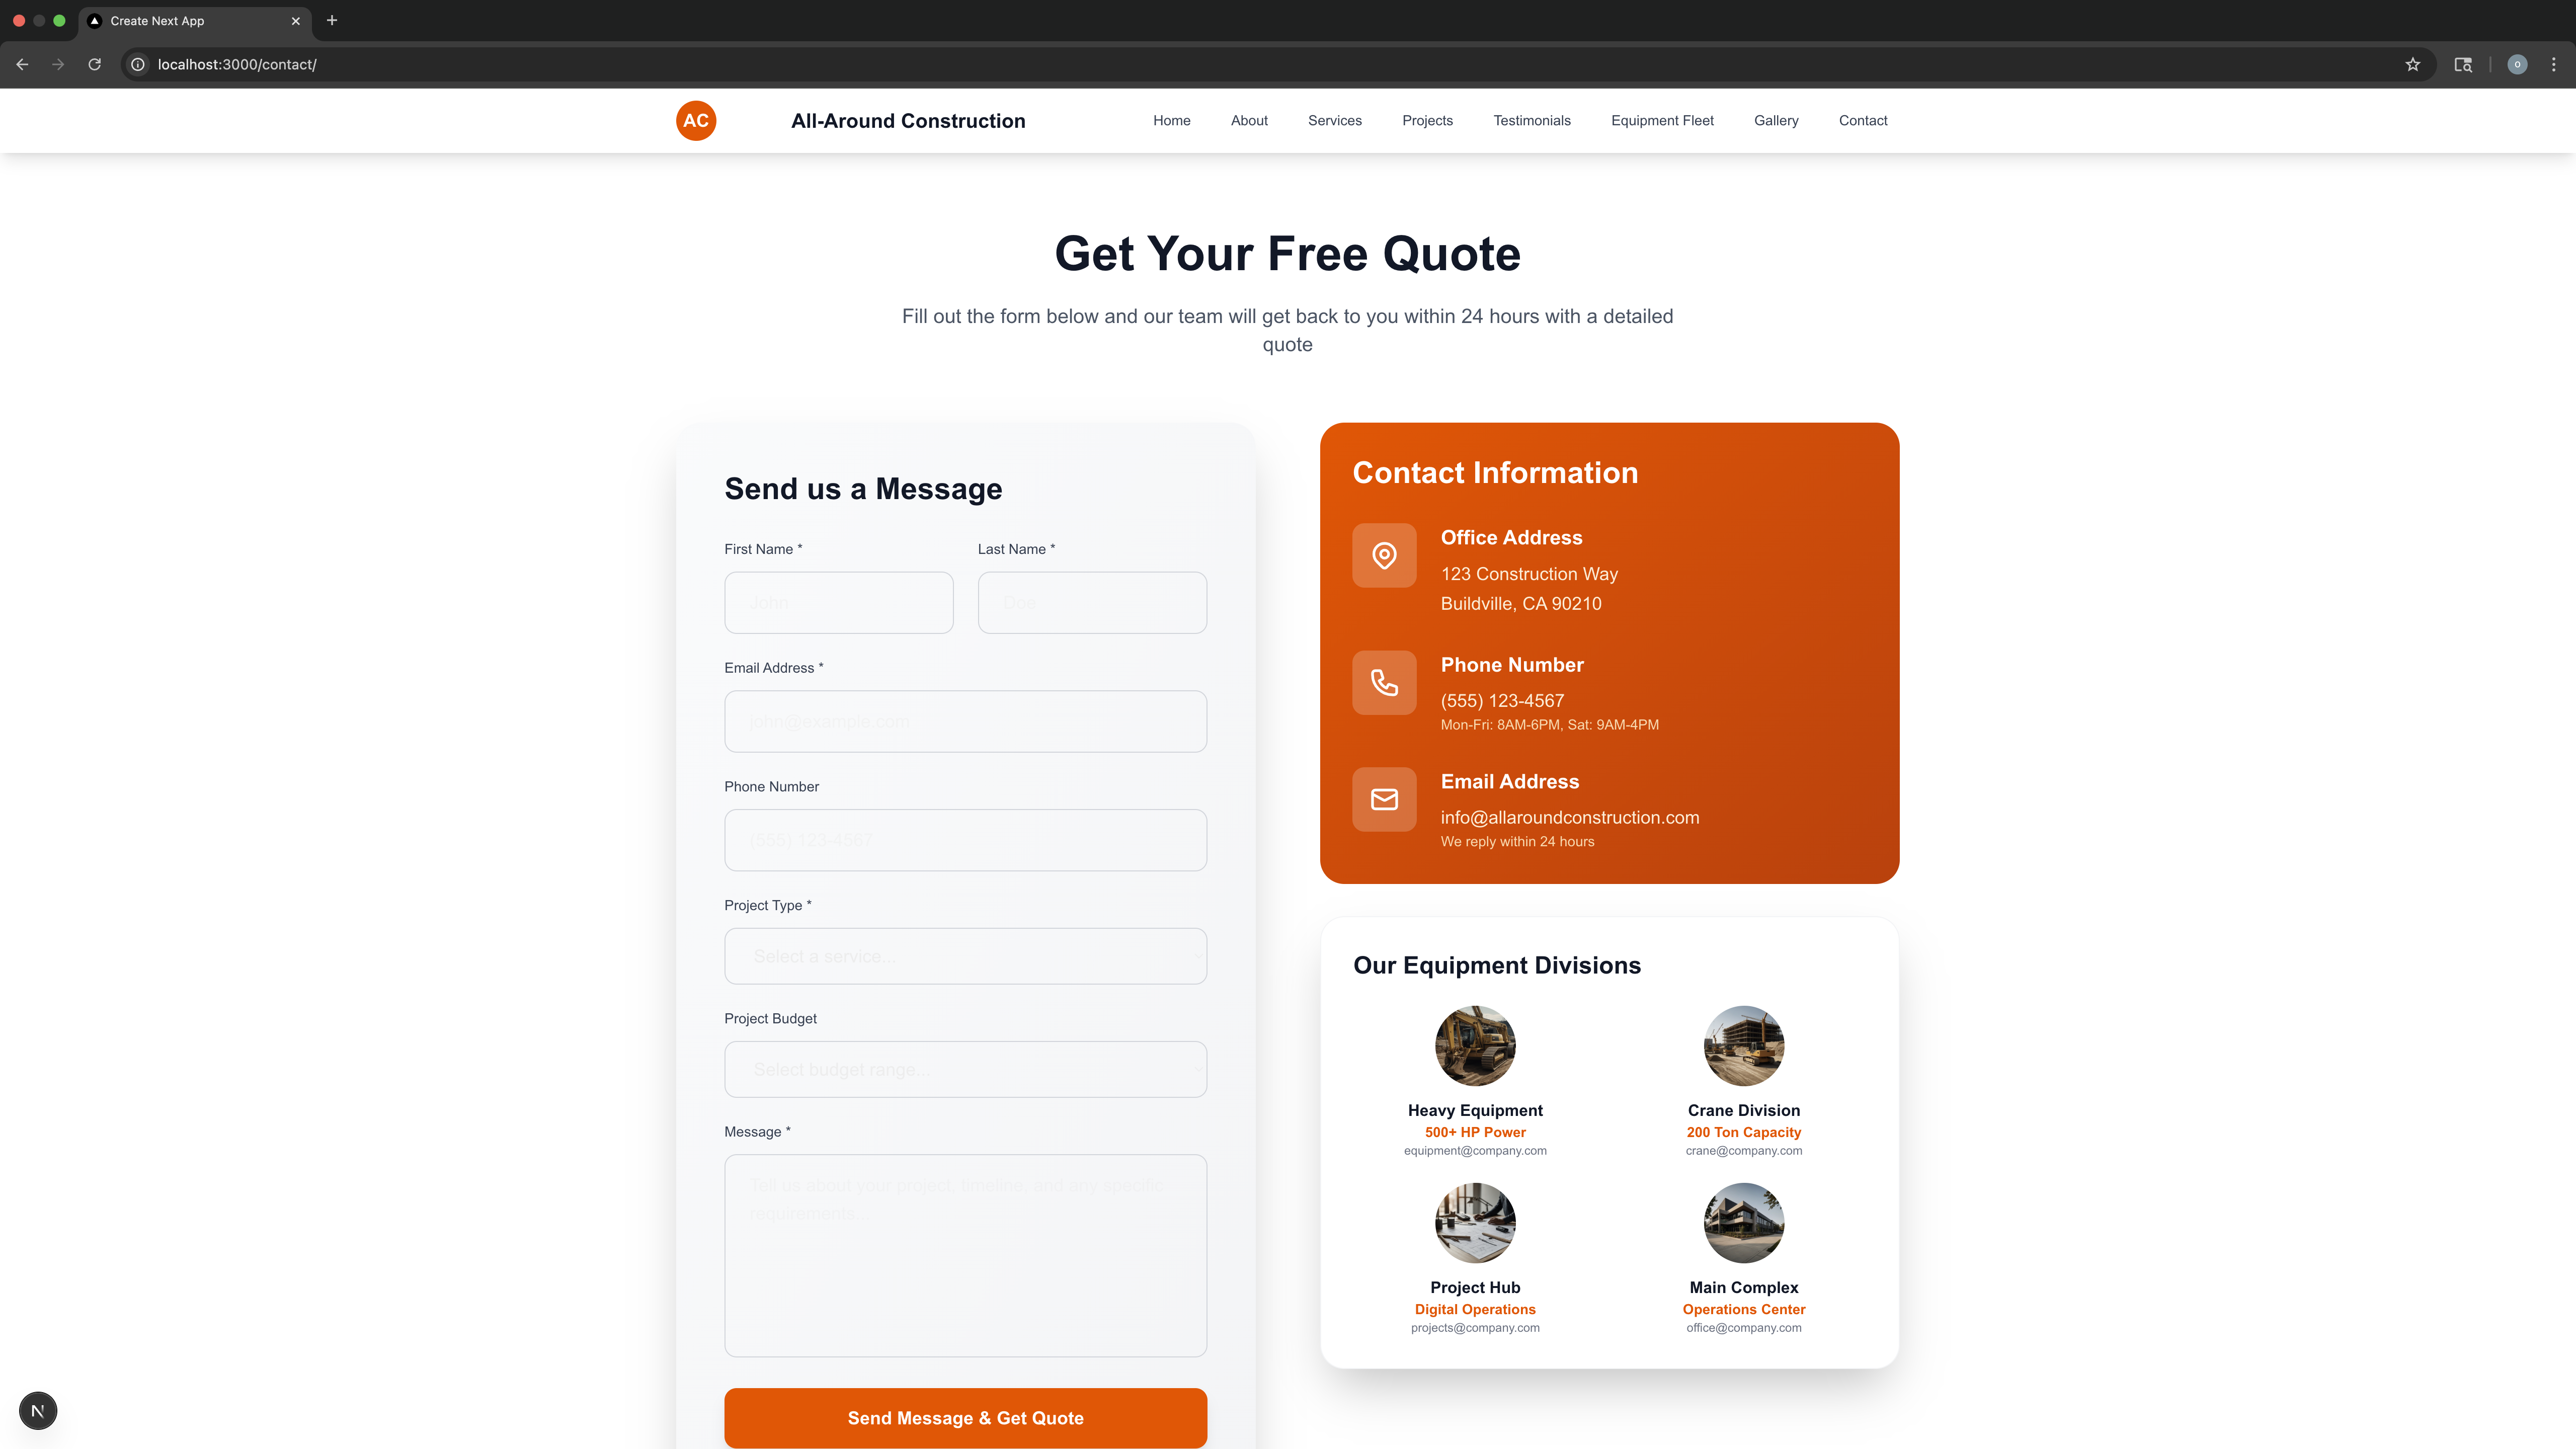 Create Next App
localhost:3000/contact/
o
AC
All-Around Construction
Home
About
Services
Projects
Testimonials
Equipment Fleet
Gallery
Contact
Get Your Free Quote
Fill out the form below and our team will get back to you within 24 hours with a detailed
quote
Send us a Message
First Name *
Last Name *
John
Doe
Email Address *
john@example.com
Phone Number
(555) 123-4567
Project Type *
Select a service...
Project Budget
Select budget range...
Message *
Tell us about your project, timeline, and any specific
requirements...
Send Message & Get Quote
Contact Information
Office Address
123 Construction Way
Buildville, CA 90210
Phone Number
(555) 123-4567
Mon-Fri: 8AM-6PM, Sat: 9AM-4PM
Email Address
info@allaroundconstruction.com
We reply within 24 hours
Our Equipment Divisions
Heavy Equipment
500+ HP Power
equipment@company.com
Crane Division
200 Ton Capacity
crane@company.com
Project Hub
Digital Operations
projects@company.com
Main Complex
Operations Center
office@company.com
N